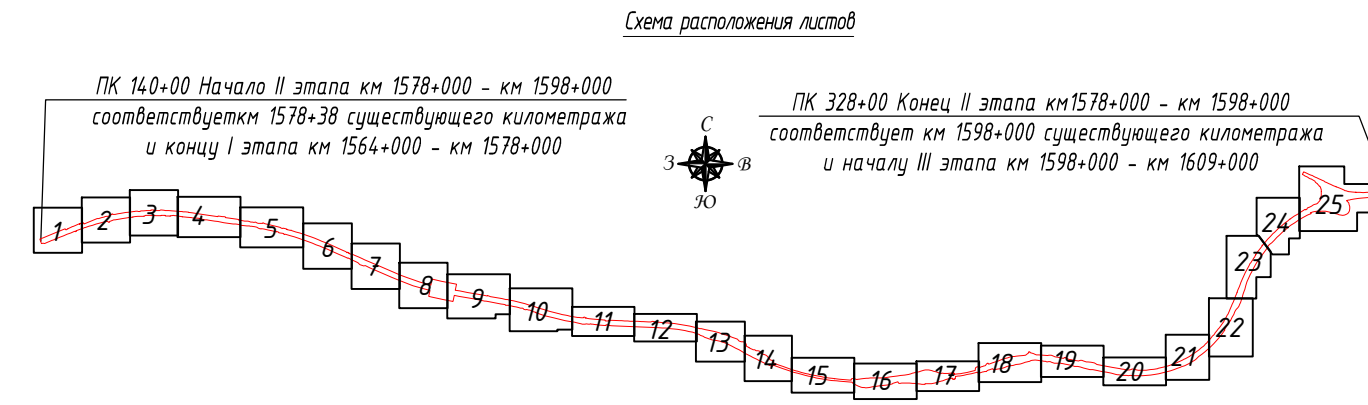 Схема расположения листов
ПК 140+00 Начало II этапа км 1578+000 - км 1598+000
соответствуеткм 1578+38 существующего километража
и концу I этапа км 1564+000 - км 1578+000
ПК 328+00 Конец II этапа км1578+000 - км 1598+000
соответствует км 1598+000 существующего километража
и началу III этапа км 1598+000 - км 1609+000
С
З
В
Ю
1
2
3
4
5
6
7
8
9
10
11
12
13
14
15
16
17
18
19
20
21
22
23
24
25